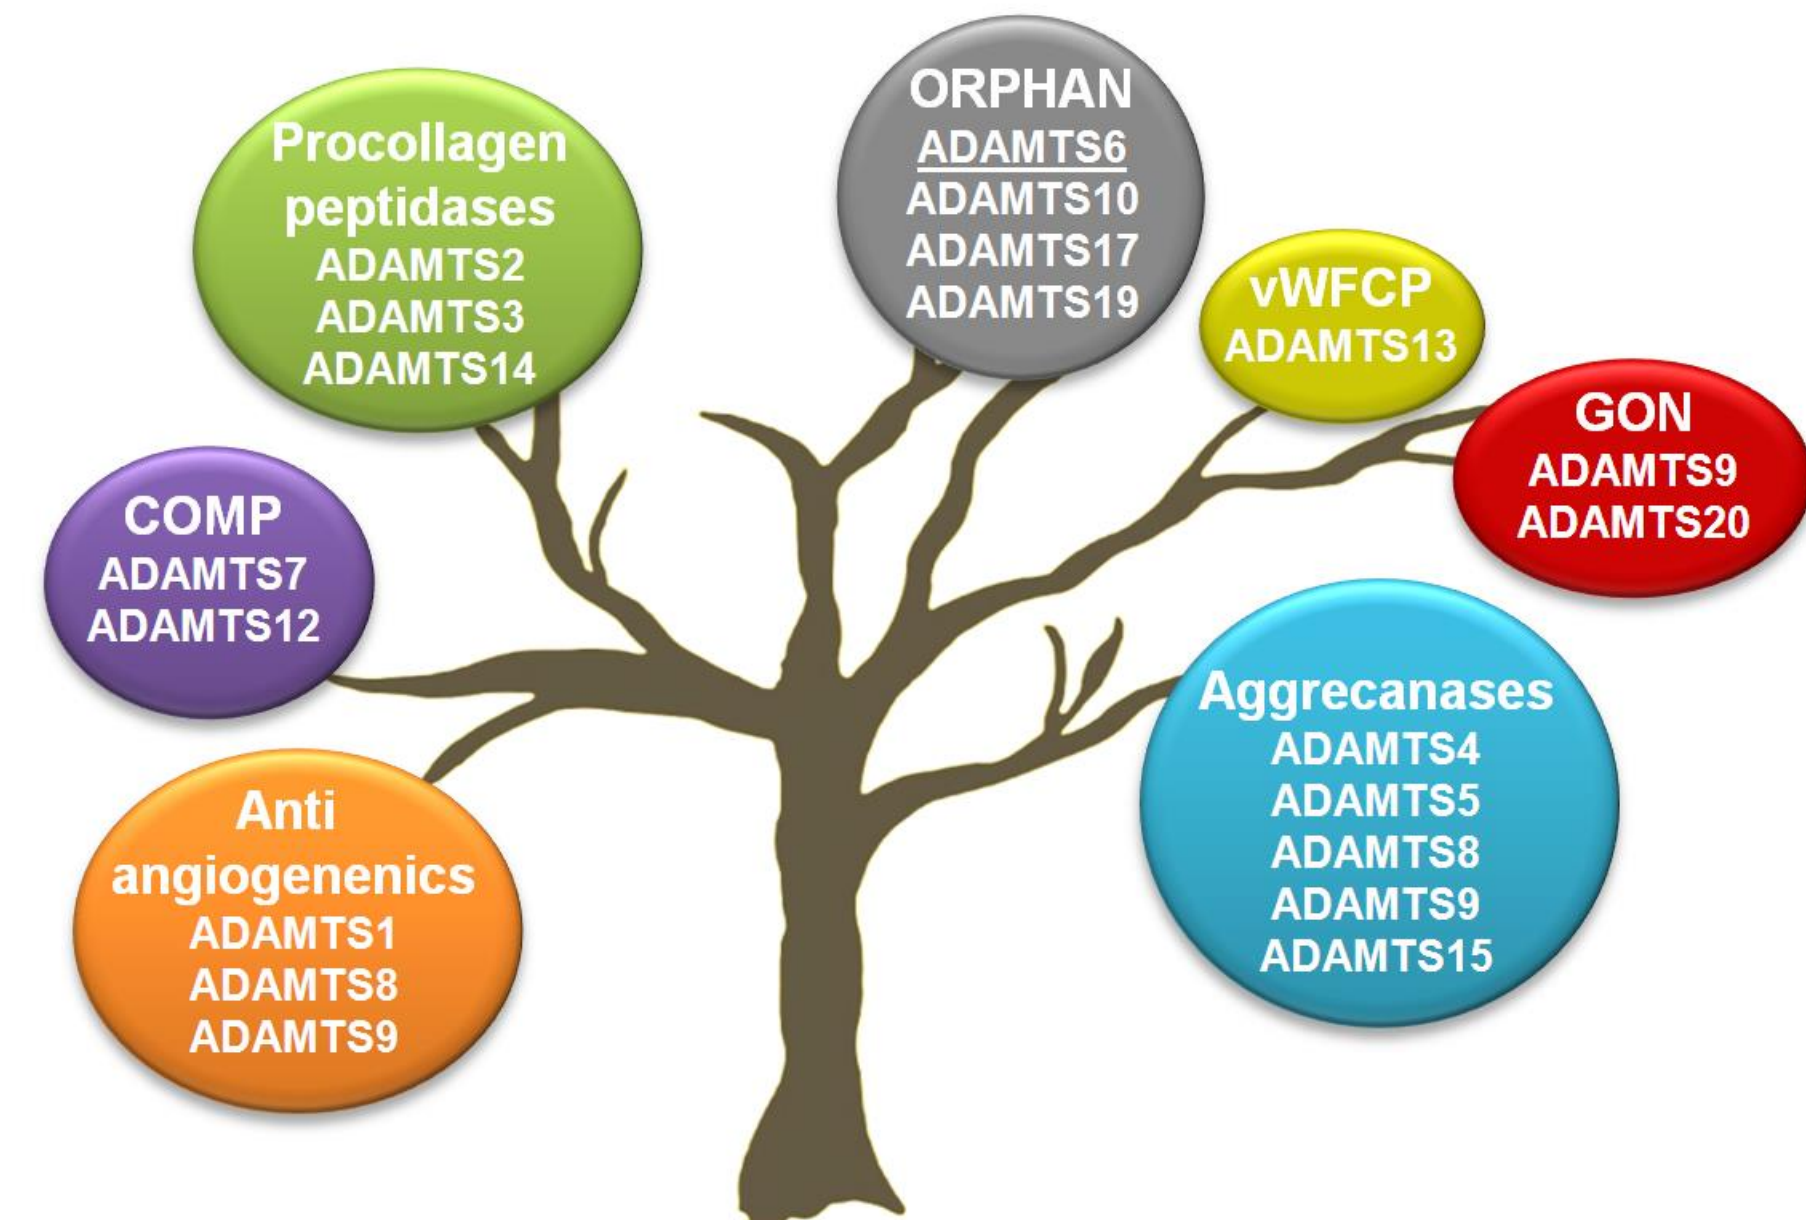 Procollagen
peptidases
ADAMTS2
ADAMTS3
ADAMTS14
ORPHAN
ADAMTS6
ADAMTS10
ADAMTS17
ADAMTS19
vWFCP
ADAMTS13
GON
ADAMTS9
ADAMTS20
COMP
ADAMTS7
ADAMTS12
Aggrecanases
ADAMTS4
ADAMTS5
ADAMTS8
ADAMTS9
ADAMTS15
Anti
angiogenenics
ADAMTS1
ADAMTS8
ADAMTS9